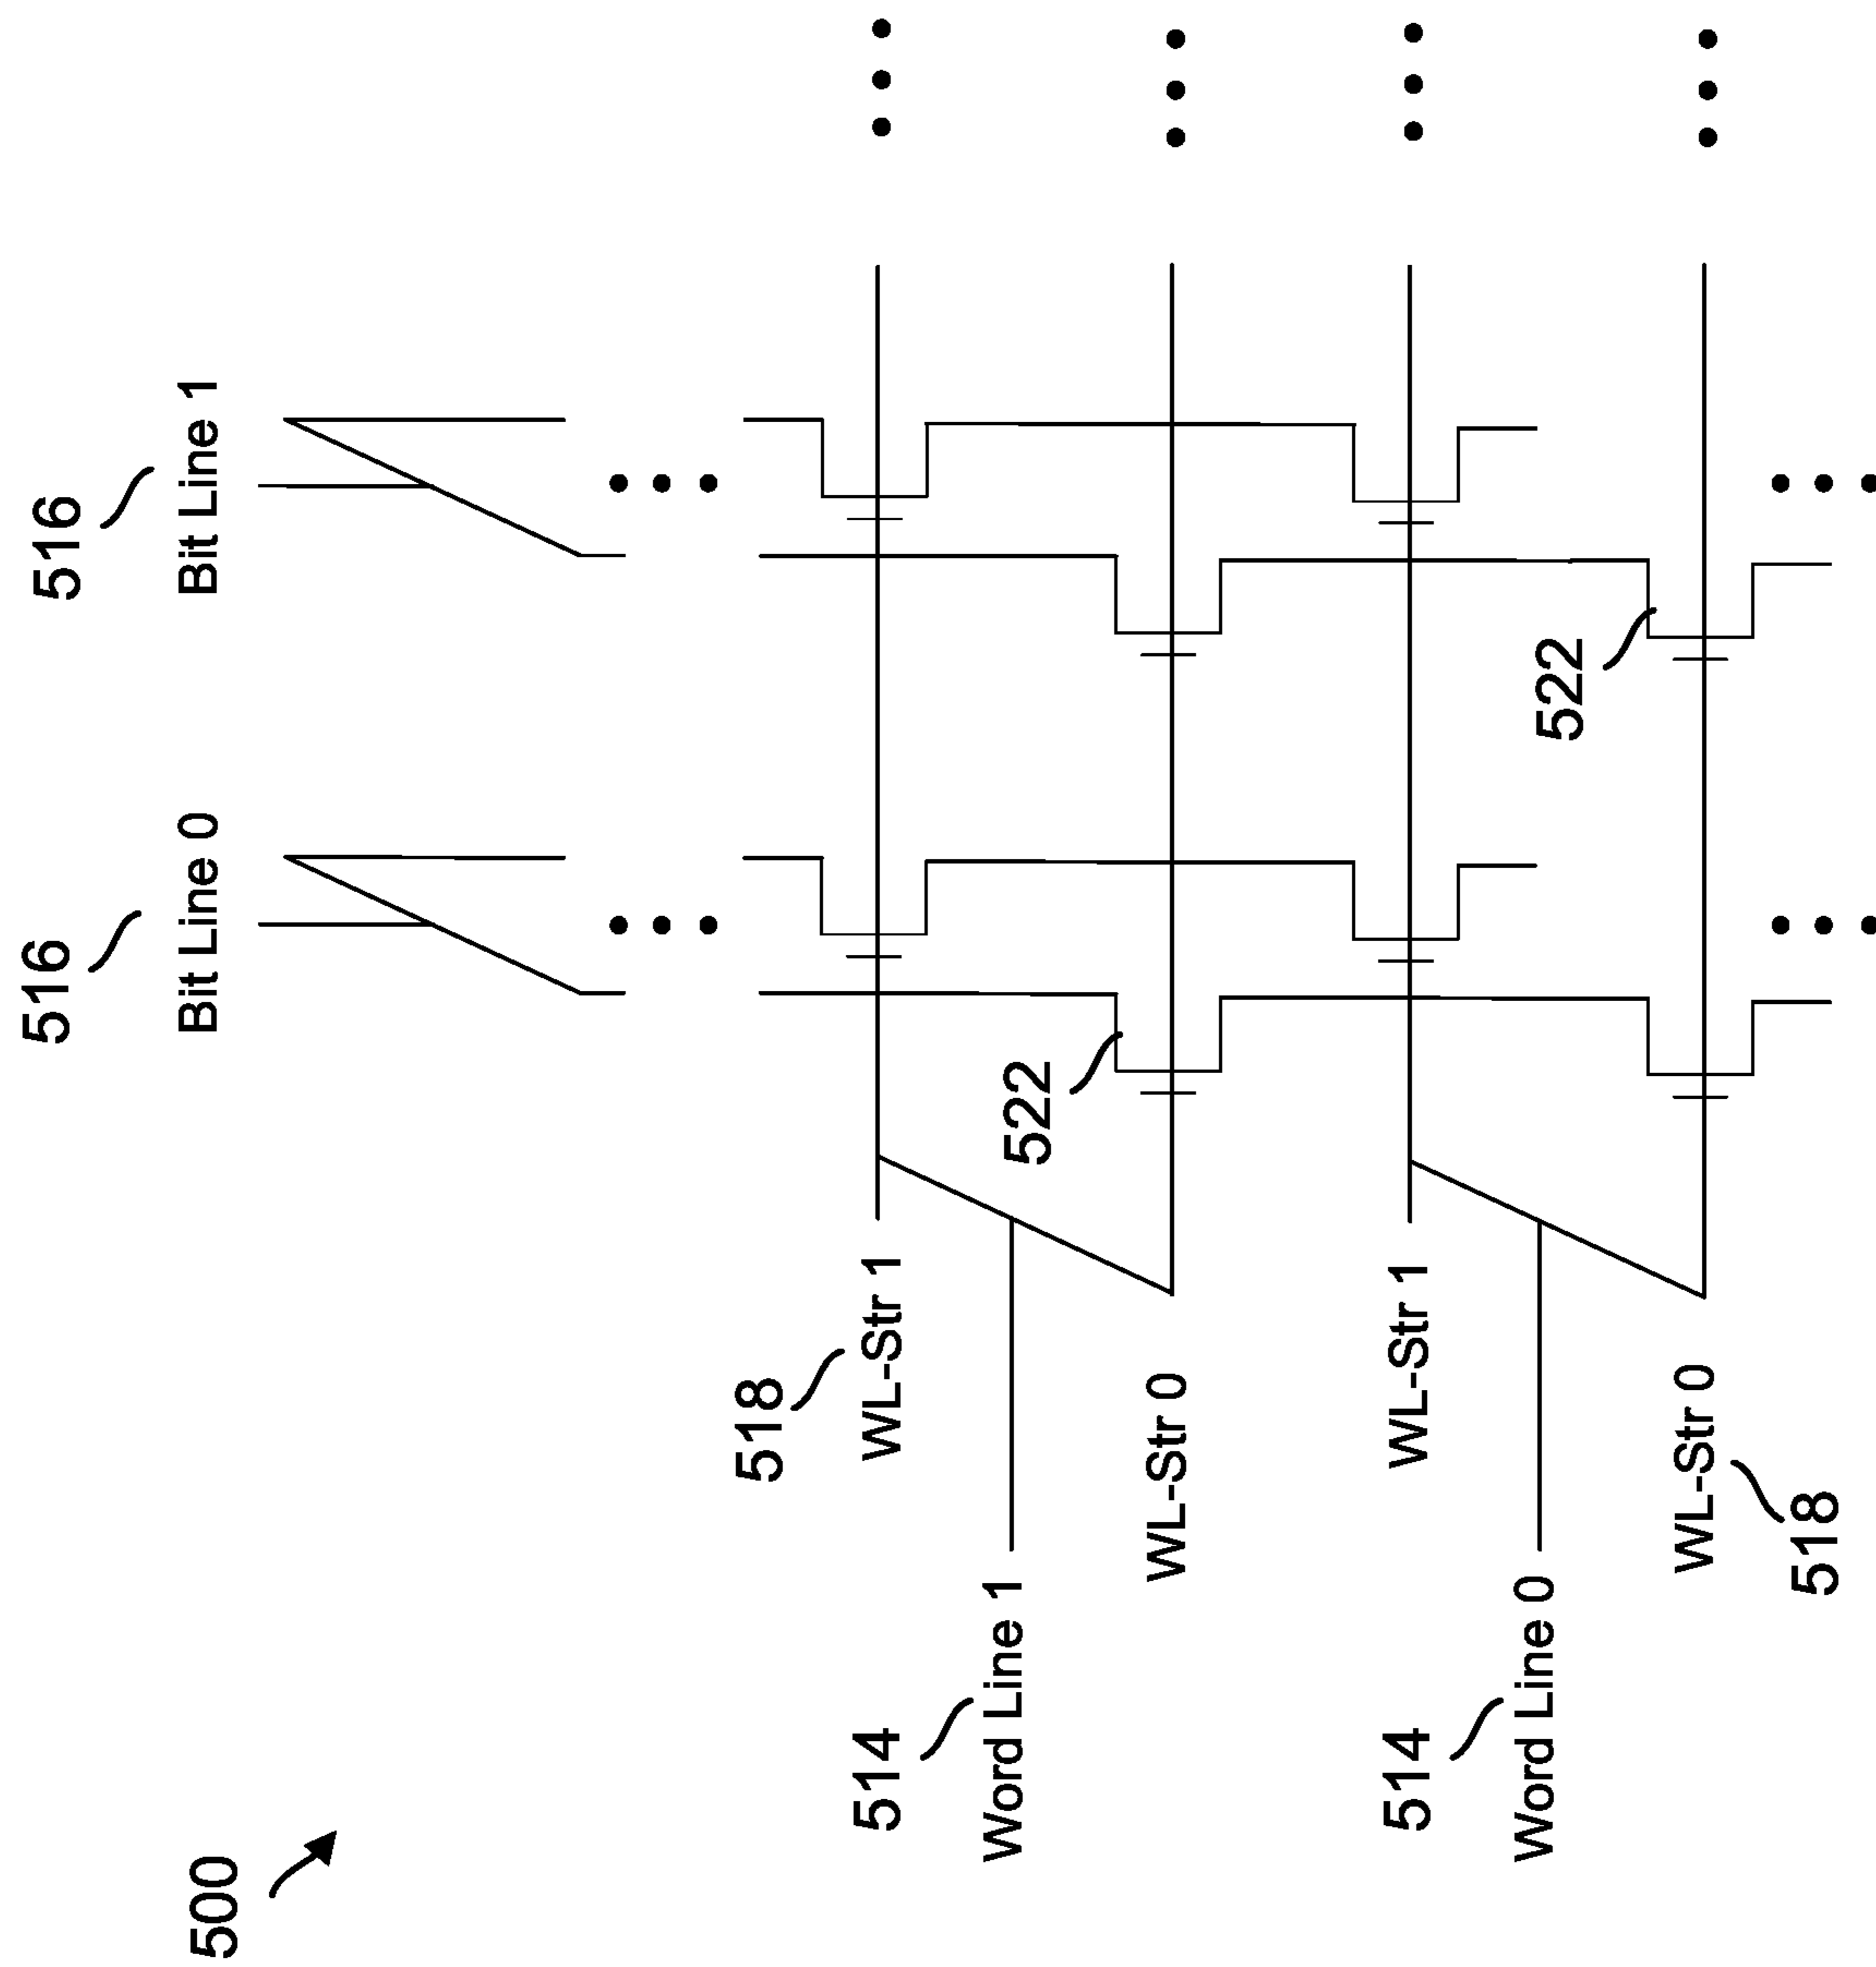 500
516
Bit Line 0
516
Bit Line 1
518
WL-Str 1
514
Word Line 1
522
WL-Str 0
514
WL-Str 1
Word Line 0
522
WL-Str 0
518